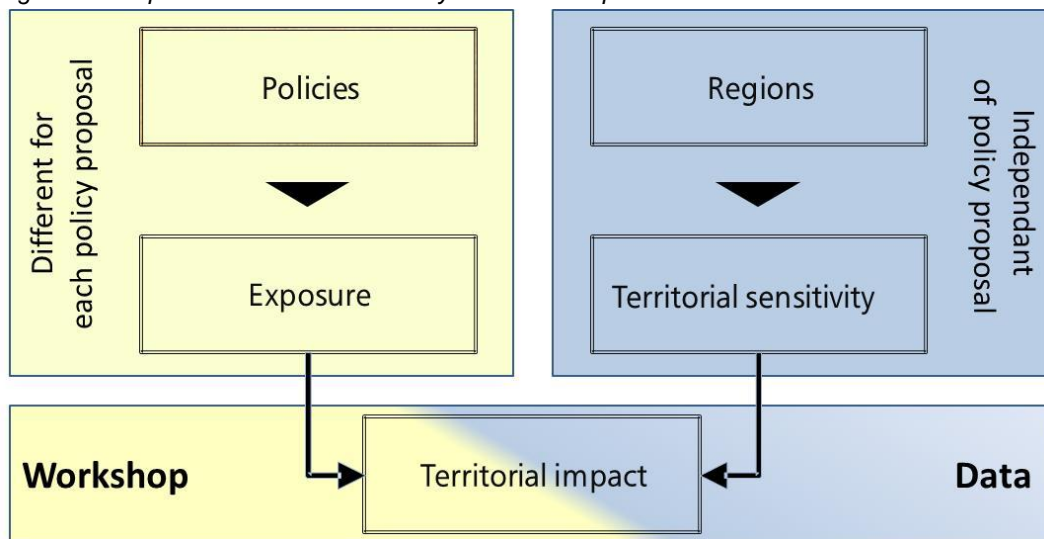 Different for
each policy proposal
Policies
Exposure
Regions
Territorial sensitivity
Independant
of policy proposal
Workshop
Territorial impact
Data